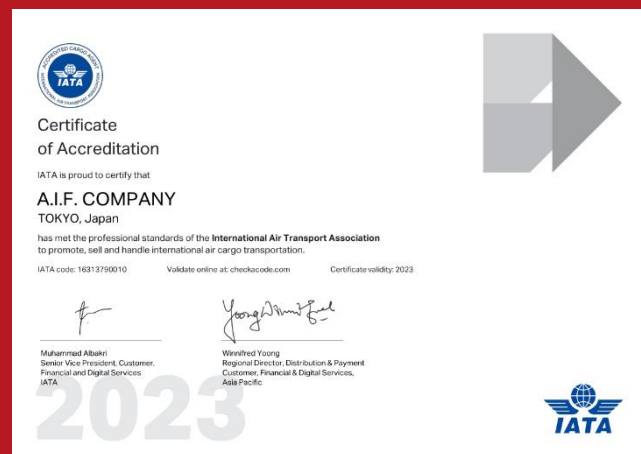 ACCREDITED CARGO AGENT
IATA
INTERNATIONAL AIR TRANSPORT ASSOCIATION
Certificate
of Accreditation
IATA is proud to certify that
A.I.F. COMPANY
TOKYO, Japan
has met the professional standards of the International Air Transport Association
to promote, sell and handle international air cargo transportation.
IATA code: 16313790010 Validate online at: checkacode.com Certificate validity: 2023
Muhammad Albakri
Senior Vice President, Customer,
Financial and Digital Services
IATA
Winnifred Yoong
Regional Director, Distribution & Payment
Customer, Financial & Digital Services,
Asia Pacific
2023
IATA